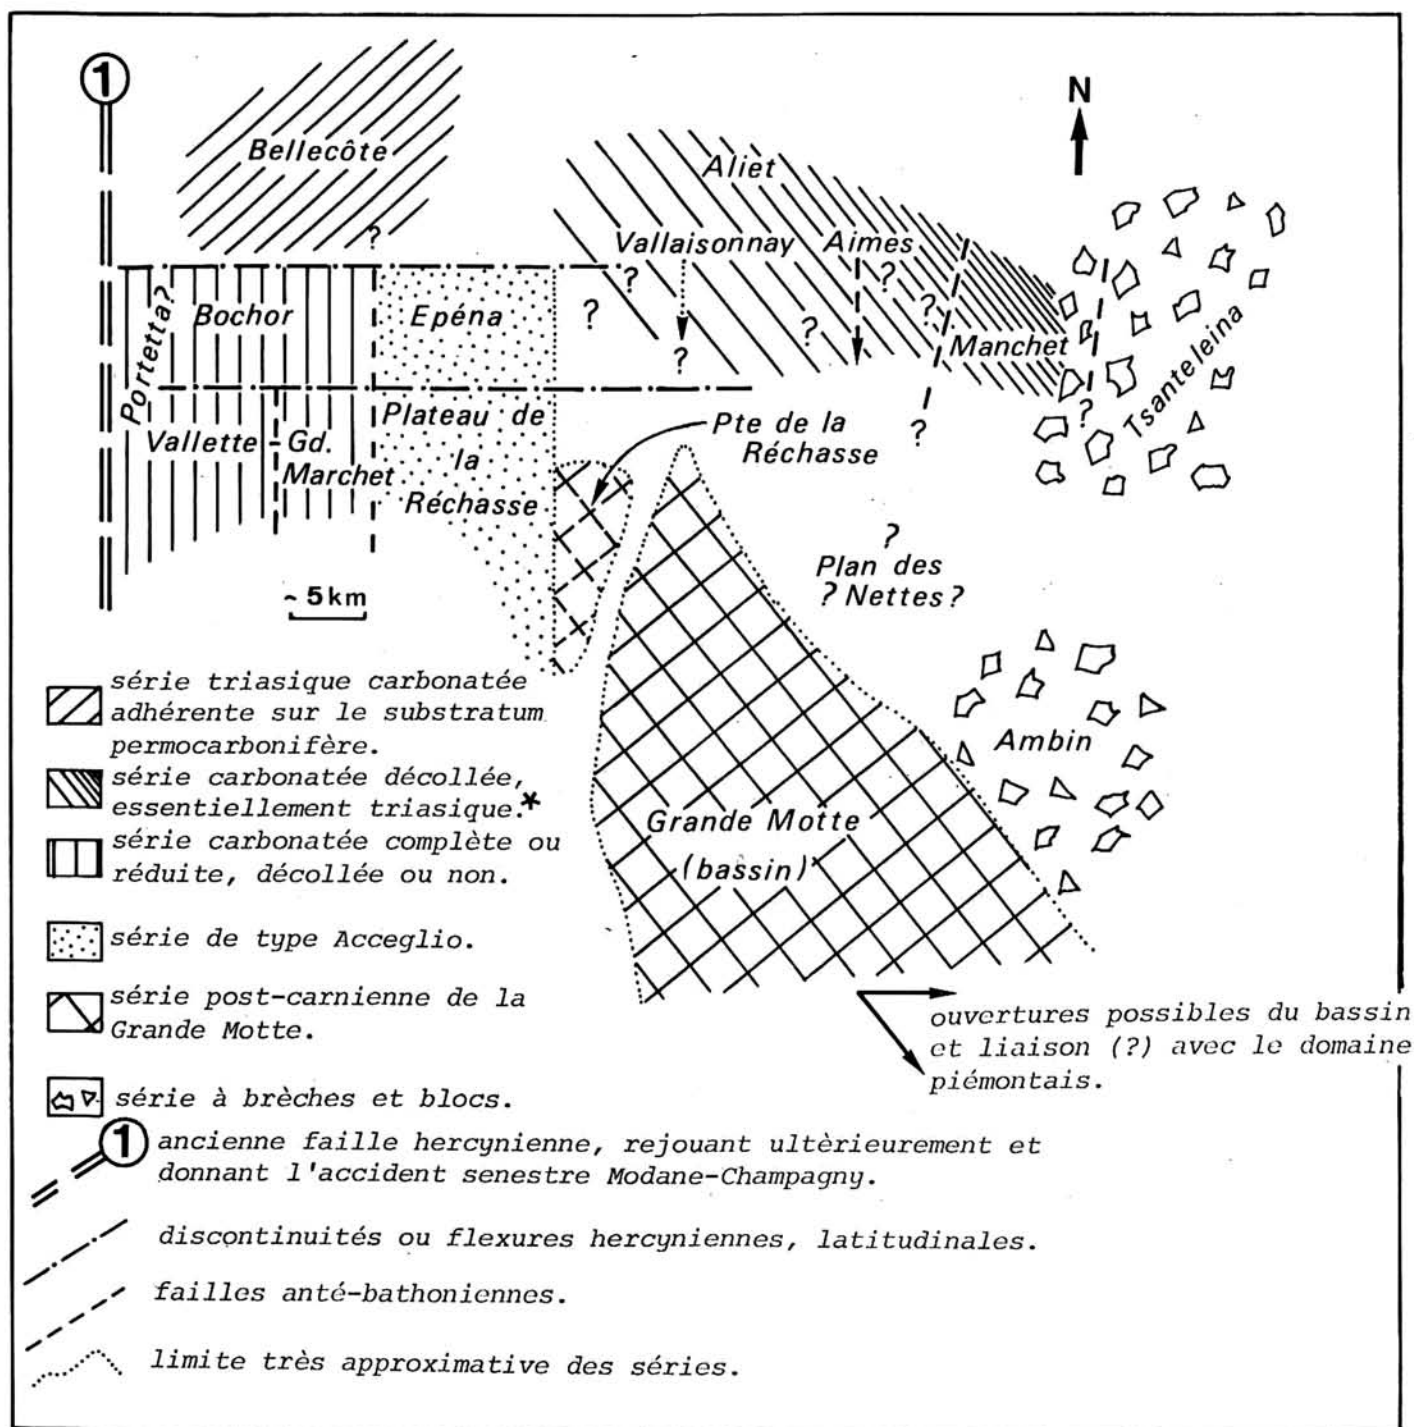 1
N
Bellecôte
?
Aliet
Vallaisonnay
Aimes
?
?
?
?
?
?
Manchet
?
?
Tsanteleina
Portetta?
Bochor
Epéna
Vallette
Gd.
Marchet
Plateau de
la
Réchasse
Pte de la
Réchasse
?
Plan des
? Nettes?
~ 5km
Ambin
Grande Motte
(bassin)
ouvertures possibles du bassin
et liaison (?) avec le domaine
piémontais.
série triasique carbonatée
adhérente sur le substratum
permocarbonifère.
série carbonatée décollée,
essentiellement triasique.*
série carbonatée complète ou
réduite, décollée ou non.
série de type Acceglio.
série post-carnienne de la
Grande Motte.
série à brèches et blocs.
1 ancienne faille hercynienne, rejouant ultèrieurement et
donnant l'accident senestre Modane-Champagny.
discontinuités ou flexures hercyniennes, latitudinales.
failles anté-bathoniennes.
limite très approximative des séries.